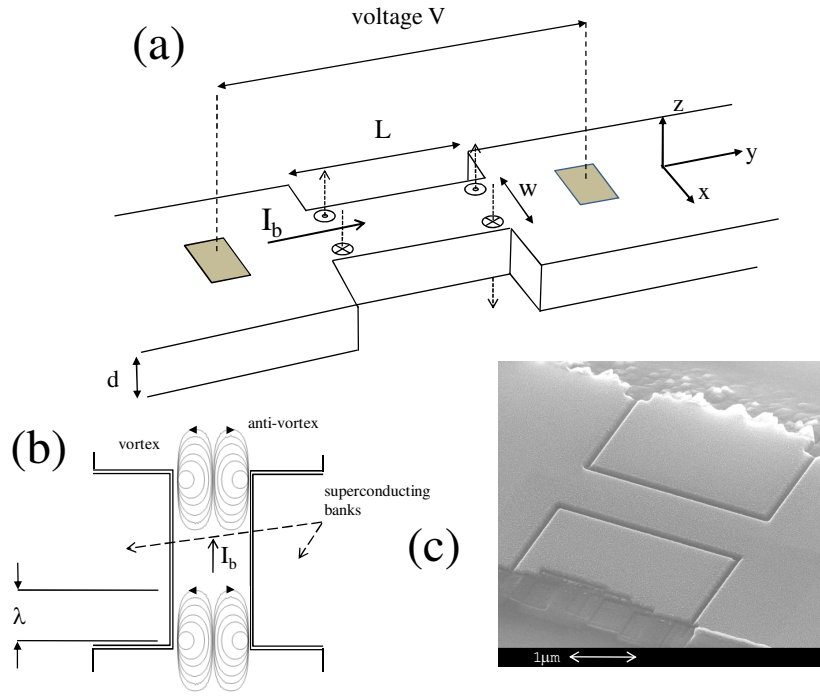 voltage V
(a)
z
L
y
w
x
I_b
d
(b)
vortex
anti-vortex
superconducting
banks
(c)
I_b
λ
1µm